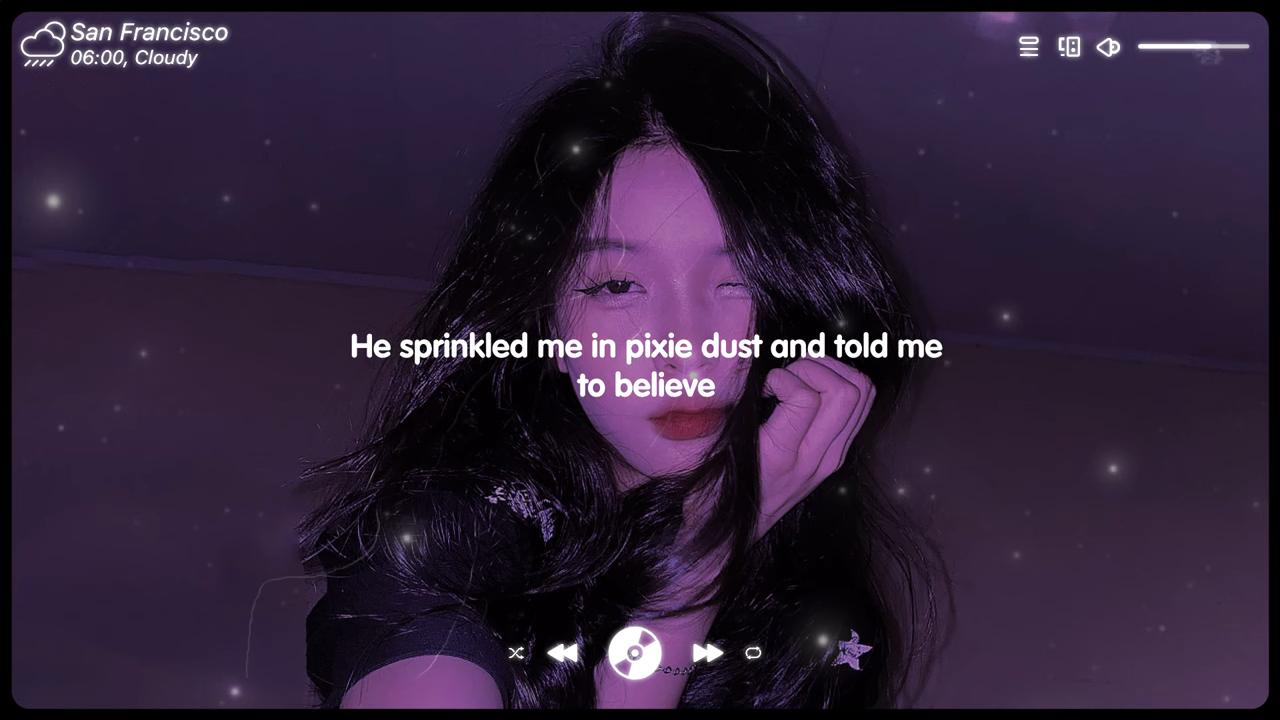 San Francisco
06:00, Cloudy
He sprinkled me in pixie dust and told me
to believe